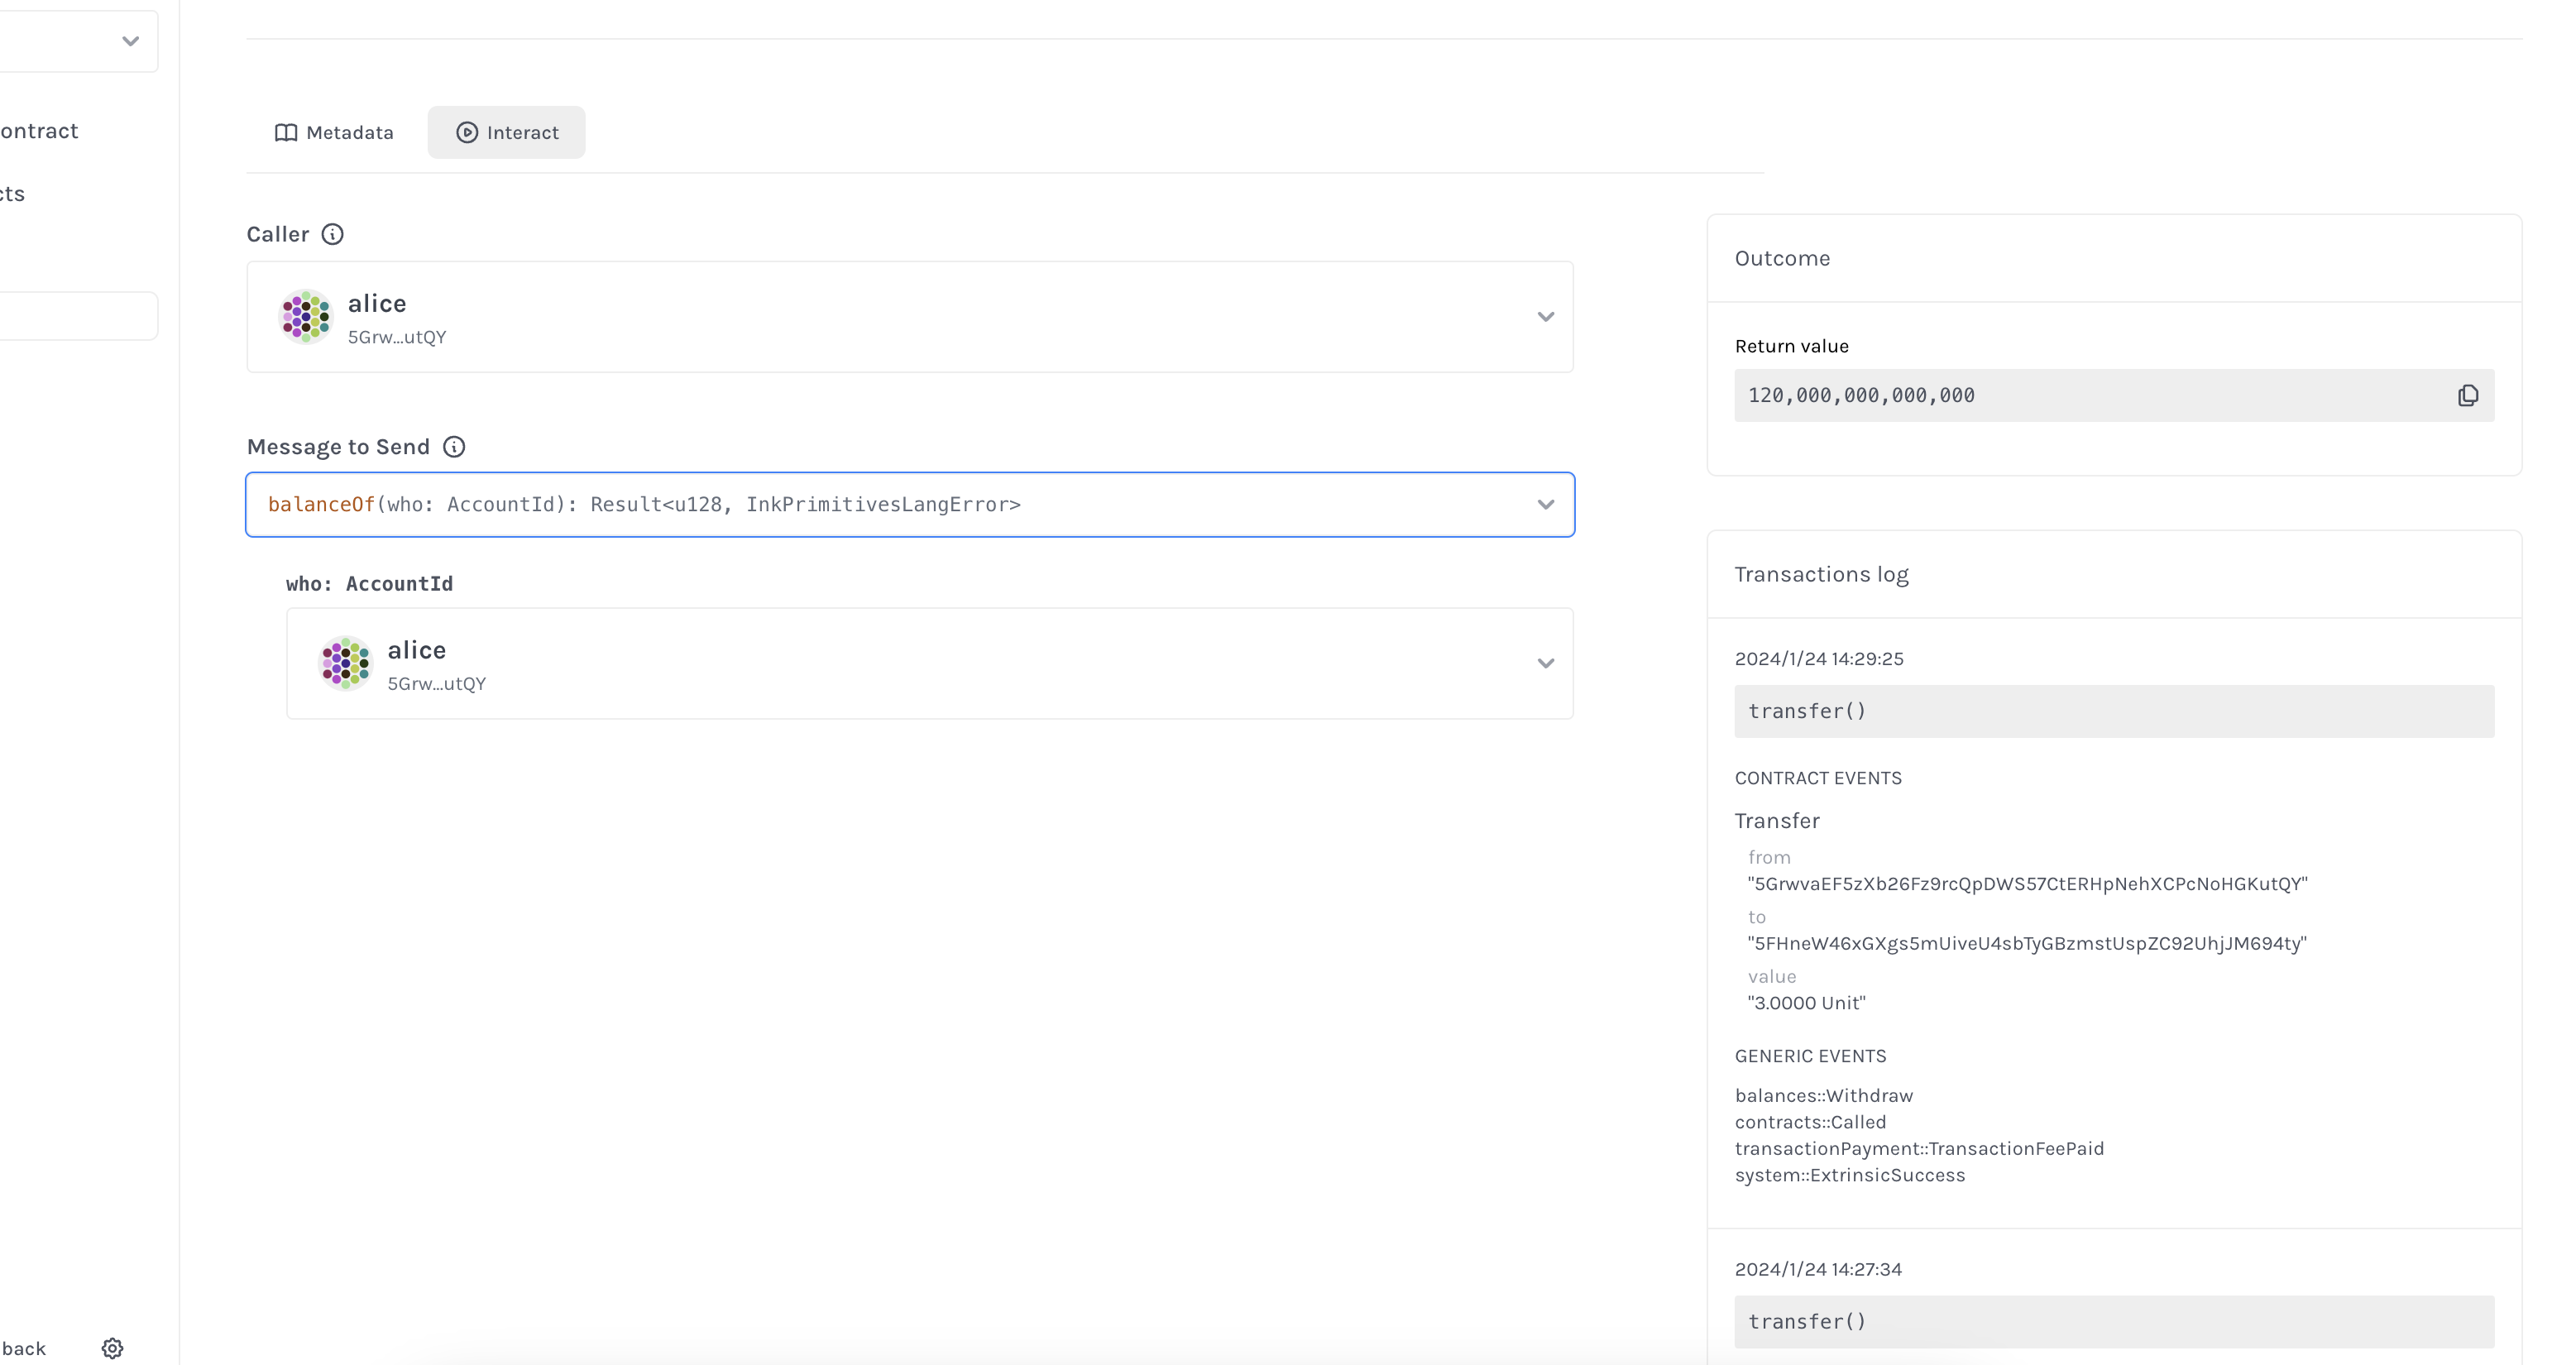 ontract
cts
back
Metadata
Interact
Caller
alice
5Grw...utQY
Message to Send
balanceOf(who: AccountId): Result<u128, InkPrimitivesLangError>
who: AccountId
alice
5Grw...utQY
Outcome
Return value
120,000,000,000,000
Transactions log
2024/1/24 14:29:25
transfer()
CONTRACT EVENTS
Transfer
from
"5GrwvaEF5zXb26Fz9rcQpDWS57CtERHpNehXCPcNoHGKutQY"
to
"5FHneW46xGXgs5mUiveU4sbTyGBzmstUspZC92UhjJM694ty"
value
"3.0000 Unit"
GENERIC EVENTS
balances::Withdraw
contracts::Called
transactionPayment::TransactionFeePaid
system::ExtrinsicSuccess
2024/1/24 14:27:34
transfer()